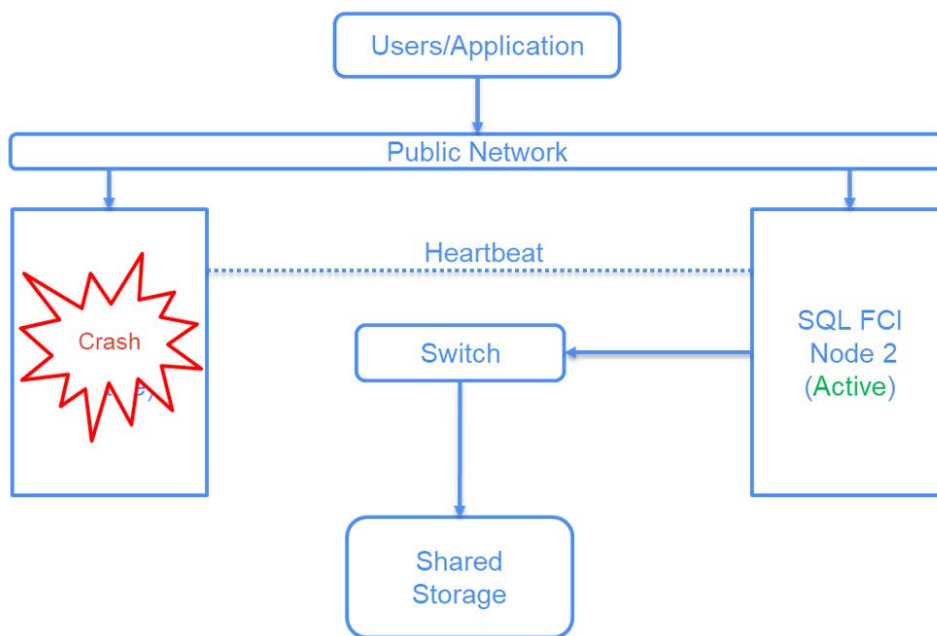 Users/Application
Public Network
Heartbeat
Crash
Switch
SQL FCI
Node 2
(Active)
Shared
Storage